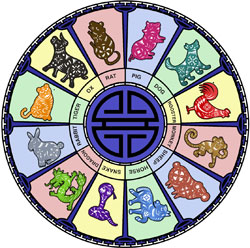 RAT
PIG
DOG
ROOSTER
MONKEY
SHEEP
HORSE
SNAKE
DRAGON
RABBIT
TIGER
OX